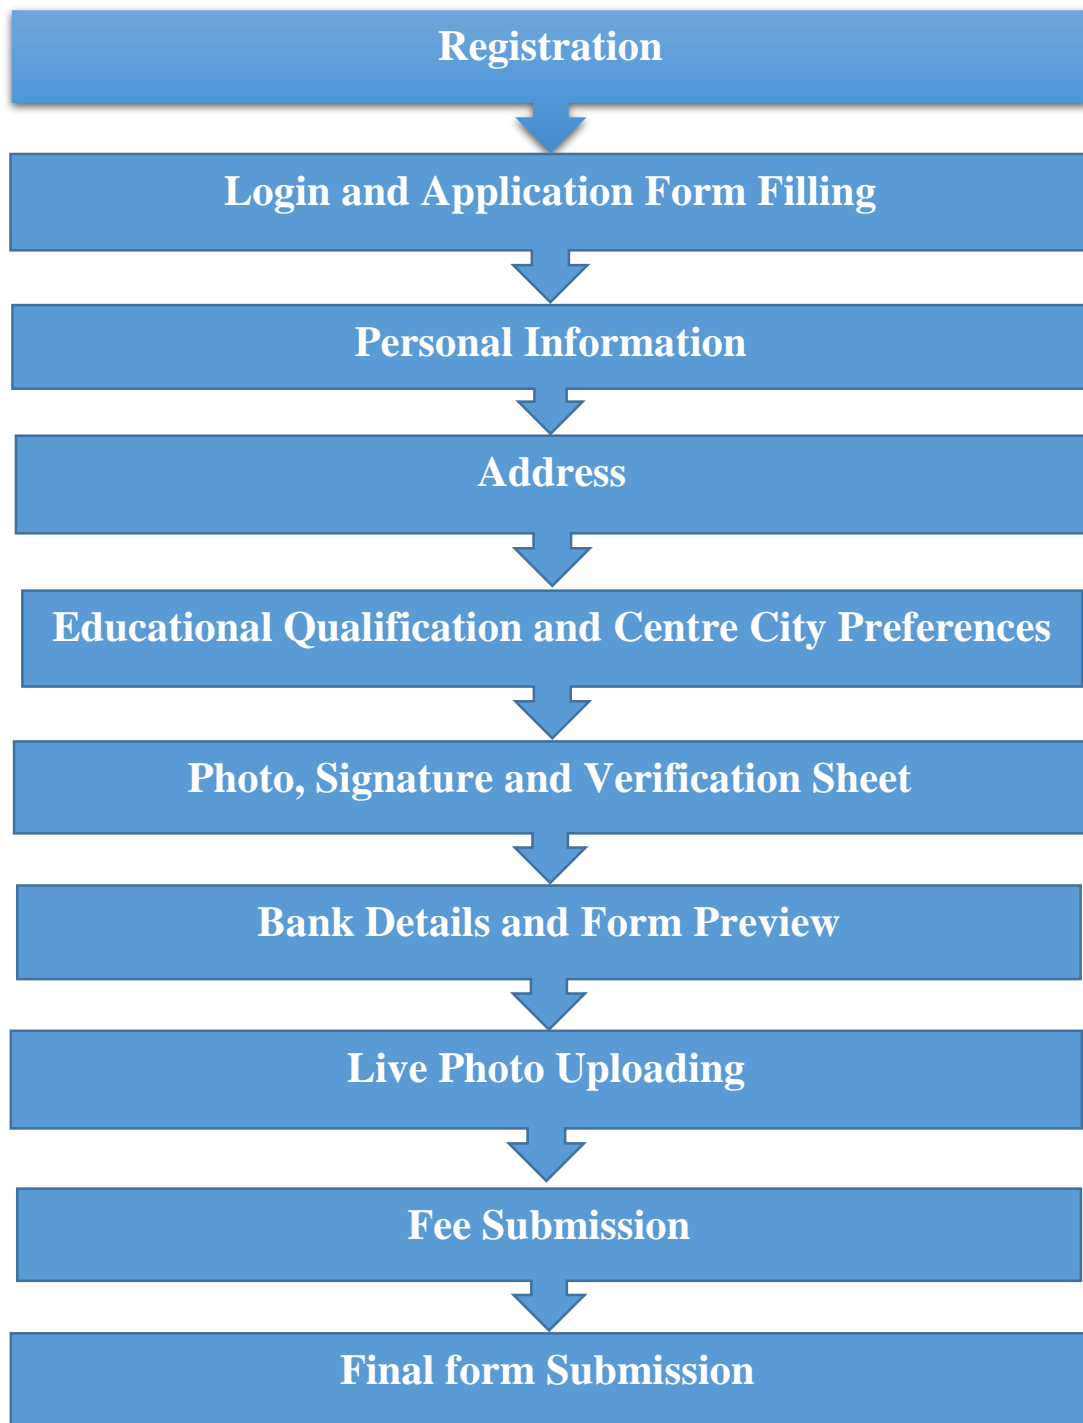 Registration
Login and Application Form Filling
Personal Information
Address
Educational Qualification and Centre City Preferences
Photo, Signature and Verification Sheet
Bank Details and Form Preview
Live Photo Uploading
Fee Submission
Final form Submission